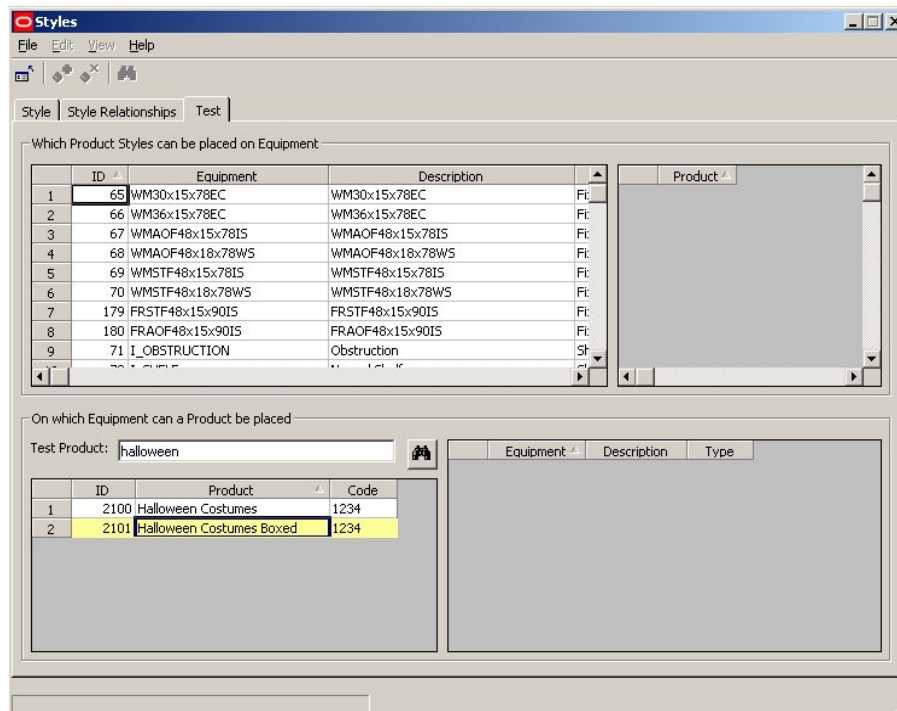 Styles
File Edit View Help
Style Style Relationships Test
Which Product Styles can be placed on Equipment
ID Equipment Description
1 65 WM30x15x78EC WM30x15x78EC
2 66 WM36x15x78EC WM36x15x78EC
3 67 WMAOF48x15x78IS WMAOF48x15x78IS
4 68 WMAOF48x18x78WS WMAOF48x18x78WS
5 69 WMSTF48x15x78IS WMSTF48x15x78IS
6 70 WMSTF48x18x78WS WMSTF48x18x78WS
7 179 FRSTF48x15x90IS FRSTF48x15x90IS
8 180 FRAOF48x15x90IS FRAOF48x15x90IS
9 71 I_OBSTRUCTION Obstruction
Product
On which Equipment can a Product be placed
Test Product: halloween
ID Product Code
1 2100 Halloween Costumes 1234
2 2101 Halloween Costumes Boxed 1234
Equipment Description Type